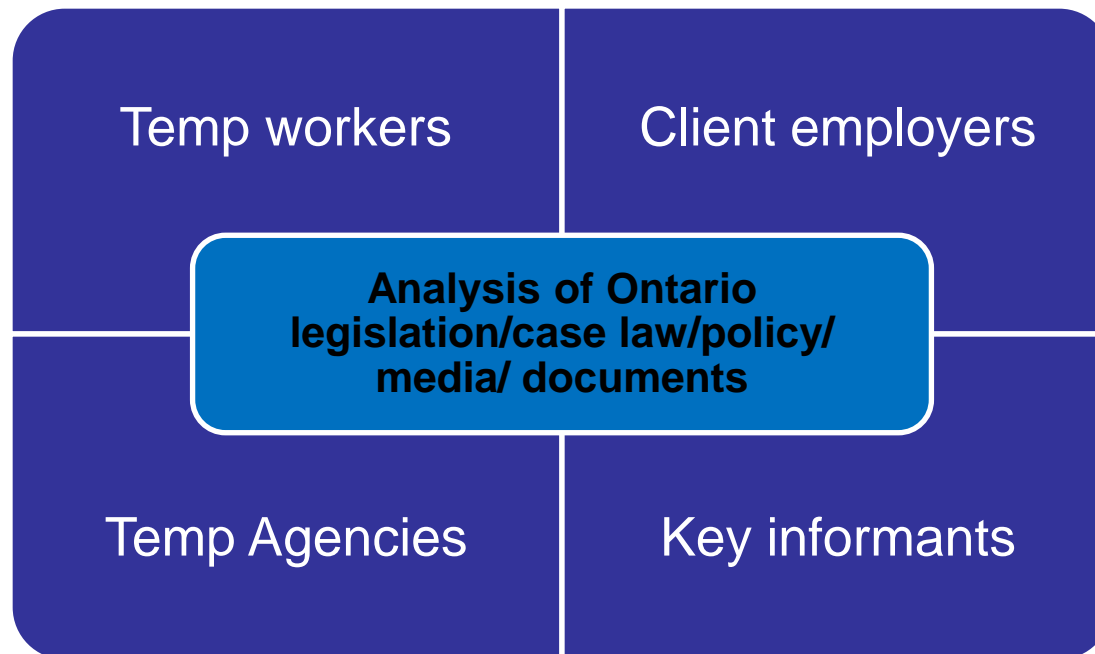 Temp workers
Client employers
Analysis of Ontario
legislation/case law/policy/
media/ documents
Temp Agencies
Key informants